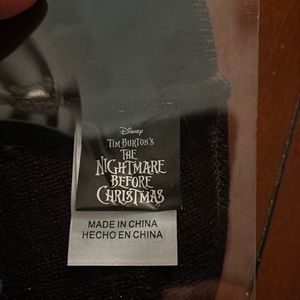 Disney
TIM BURTON'S
THE
NIGHTMARE
BEFORE
CHRISTMAS
MADE IN CHINA
HECHO EN CHINA